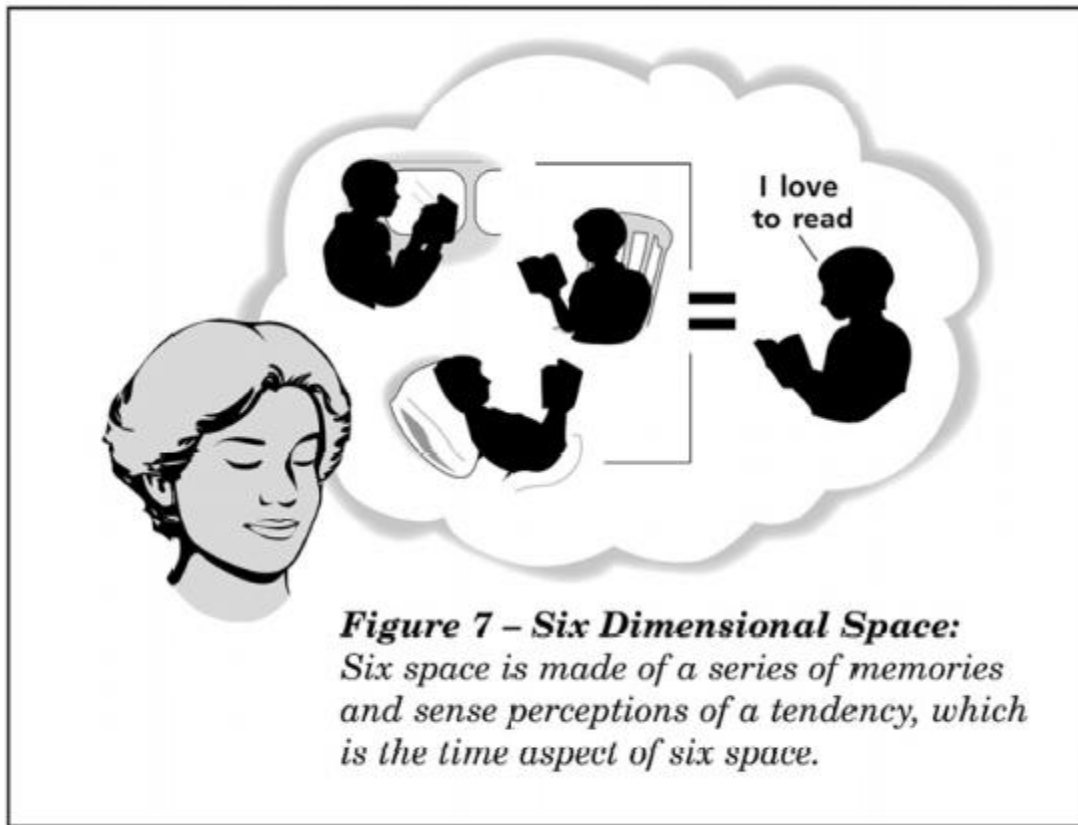 I love
to read
=
Figure 7 – Six Dimensional Space:
Six space is made of a series of memories
and sense perceptions of a tendency, which
is the time aspect of six space.